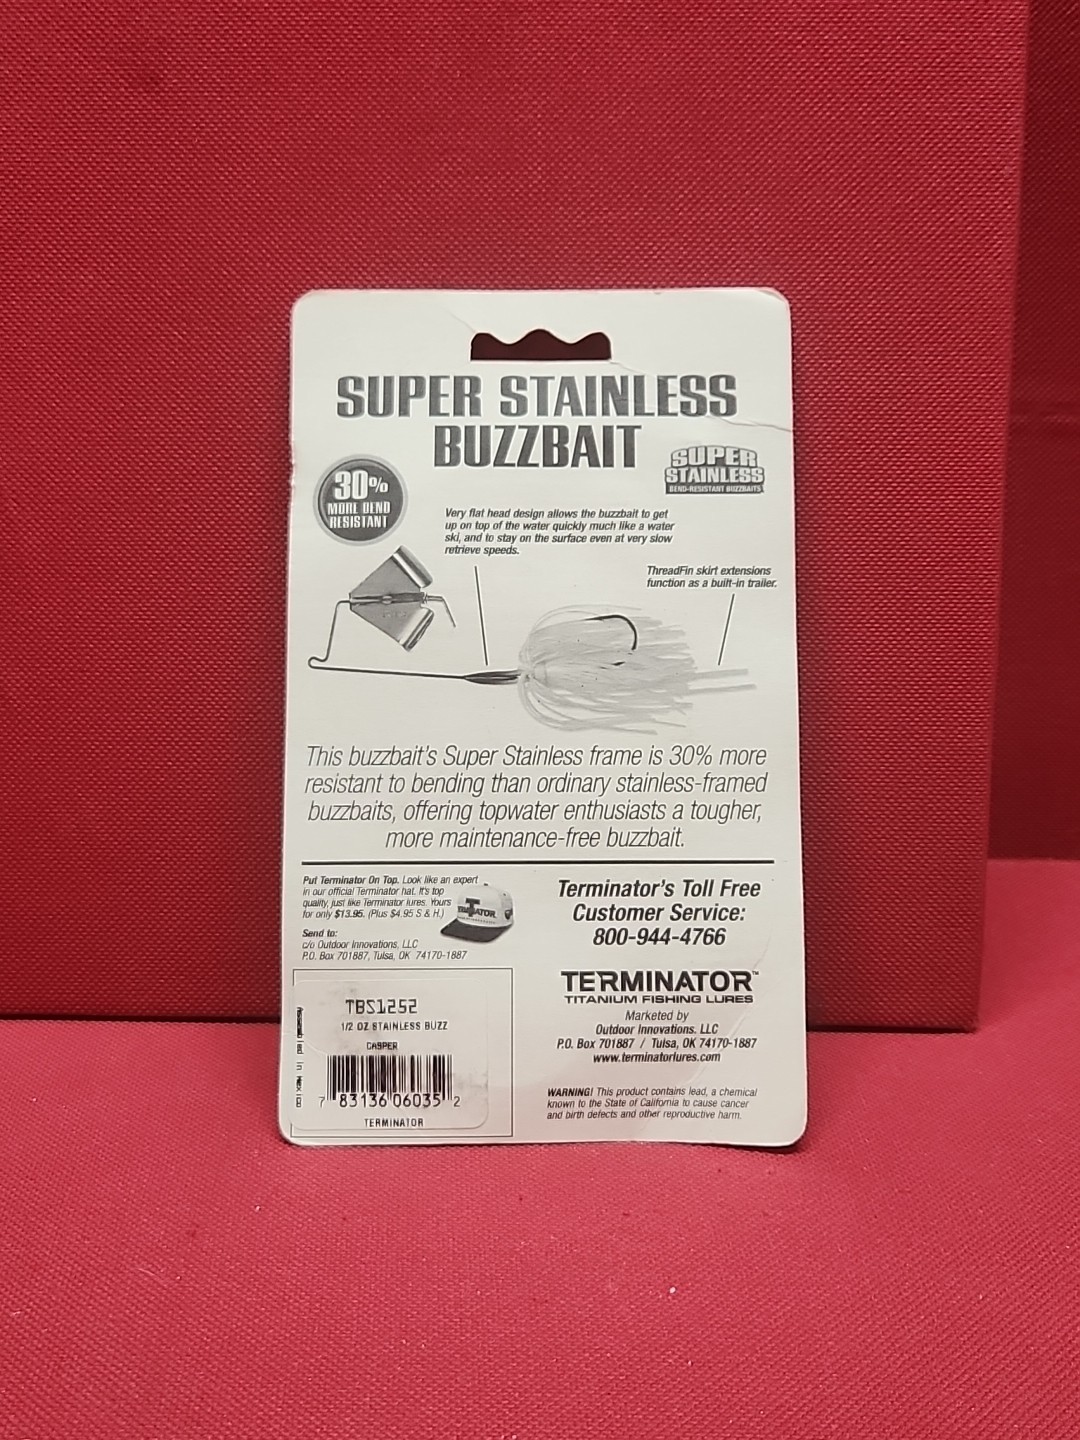 SUPER STAINLESS
BUZZBAIT
SUPER
STAINLESS
BEND-RESISTANT BUZZBAITS
30%
MORE BEND
RESISTANT
Very flat head design allows the buzzbait to get
up on top of the water quickly much like a water
ski, and to stay on the surface even at very slow
retrieve speeds.
ThreadFin skirt extensions
function as a built-in trailer.
This buzzbait's Super Stainless frame is 30% more
resistant to bending than ordinary stainless-framed
buzzbaits, offering topwater enthusiasts a tougher,
more maintenance-free buzzbait.
Put Terminator On Top. Look like an expert
in our official Terminator hat. It's top
quality, just like Terminator lures. Yours
for only $13.95. (Plus $4.95 S & H.)
Send to:
c/o Outdoor Innovations, LLC
P.O. Box 701887, Tulsa, OK 74170-1887
Terminator's Toll Free
Customer Service:
800-944-4766
TERMINATOR™
TITANIUM FISHING LURES
Marketed by
Outdoor Innovations, LLC
P.O. Box 701887 / Tulsa, OK 74170-1887
www.terminatorlures.com
WARNING! This product contains lead, a chemical
known to the State of California to cause cancer
and birth defects and other reproductive harm.
TBS1252
1/2 OZ STAINLESS BUZZ
CASPER
7 83136 06035 2
TERMINATOR
Assembled in Mexico